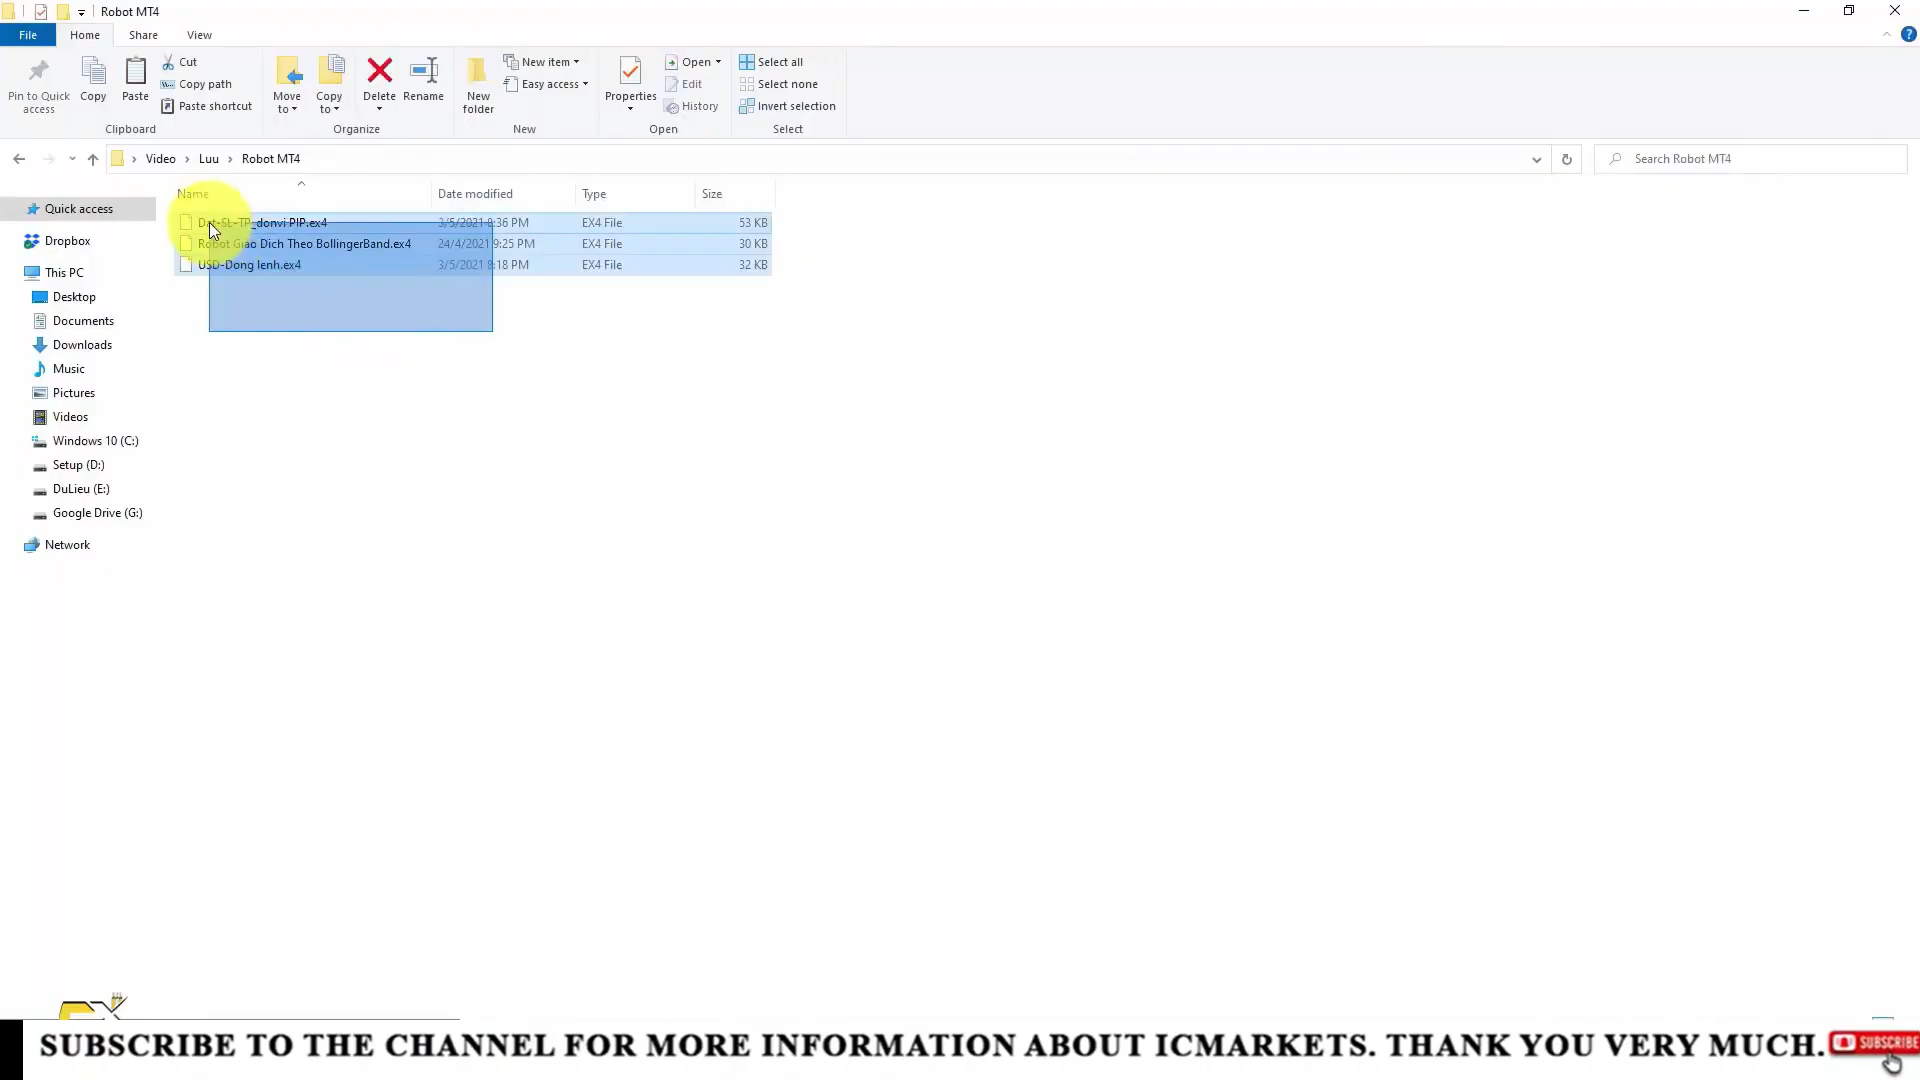 Robot MT4
File Home Share View
Pin to Quick access
Copy
Paste
Cut
Copy path
Paste shortcut
Clipboard
Move to
Copy to
Delete
Rename
Organize
New folder
New item
Easy access
New
Properties
Open
Edit
History
Open
Select all
Select none
Invert selection
Select
Video › Luu › Robot MT4
Search Robot MT4
Name Date modified Type Size
Dat-SL-TP_donvi PIP.ex4 3/5/2021 8:36 PM EX4 File 53 KB
Robot Giao Dich Theo BollingerBand.ex4 24/4/2021 9:25 PM EX4 File 30 KB
USD-Dong lenh.ex4 3/5/2021 8:18 PM EX4 File 32 KB
Quick access
Dropbox
This PC
Desktop
Documents
Downloads
Music
Pictures
Videos
Windows 10 (C:)
Setup (D:)
DuLieu (E:)
Google Drive (G:)
Network
SUBSCRIBE TO THE CHANNEL FOR MORE INFORMATION ABOUT ICMARKETS. THANK YOU VERY MUCH.
SUBSCRIBE